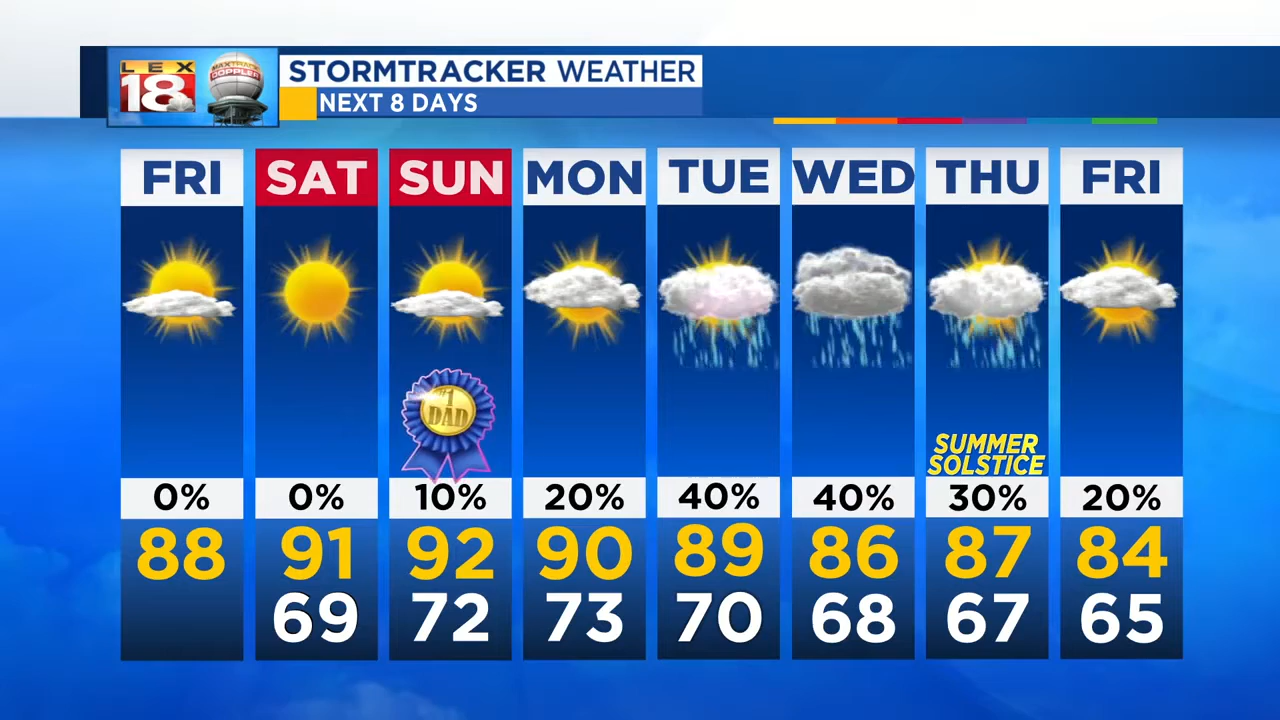 LEX
18
MAXTRACK
DOPPLER
STORMTRACKER WEATHER
NEXT 8 DAYS
FRI SAT SUN MON TUE WED THU FRI
#1
DAD
SUMMER
SOLSTICE
0% 0% 10% 20% 40% 40% 30% 20%
88 91 92 90 89 86 87 84
69 72 73 70 68 67 65